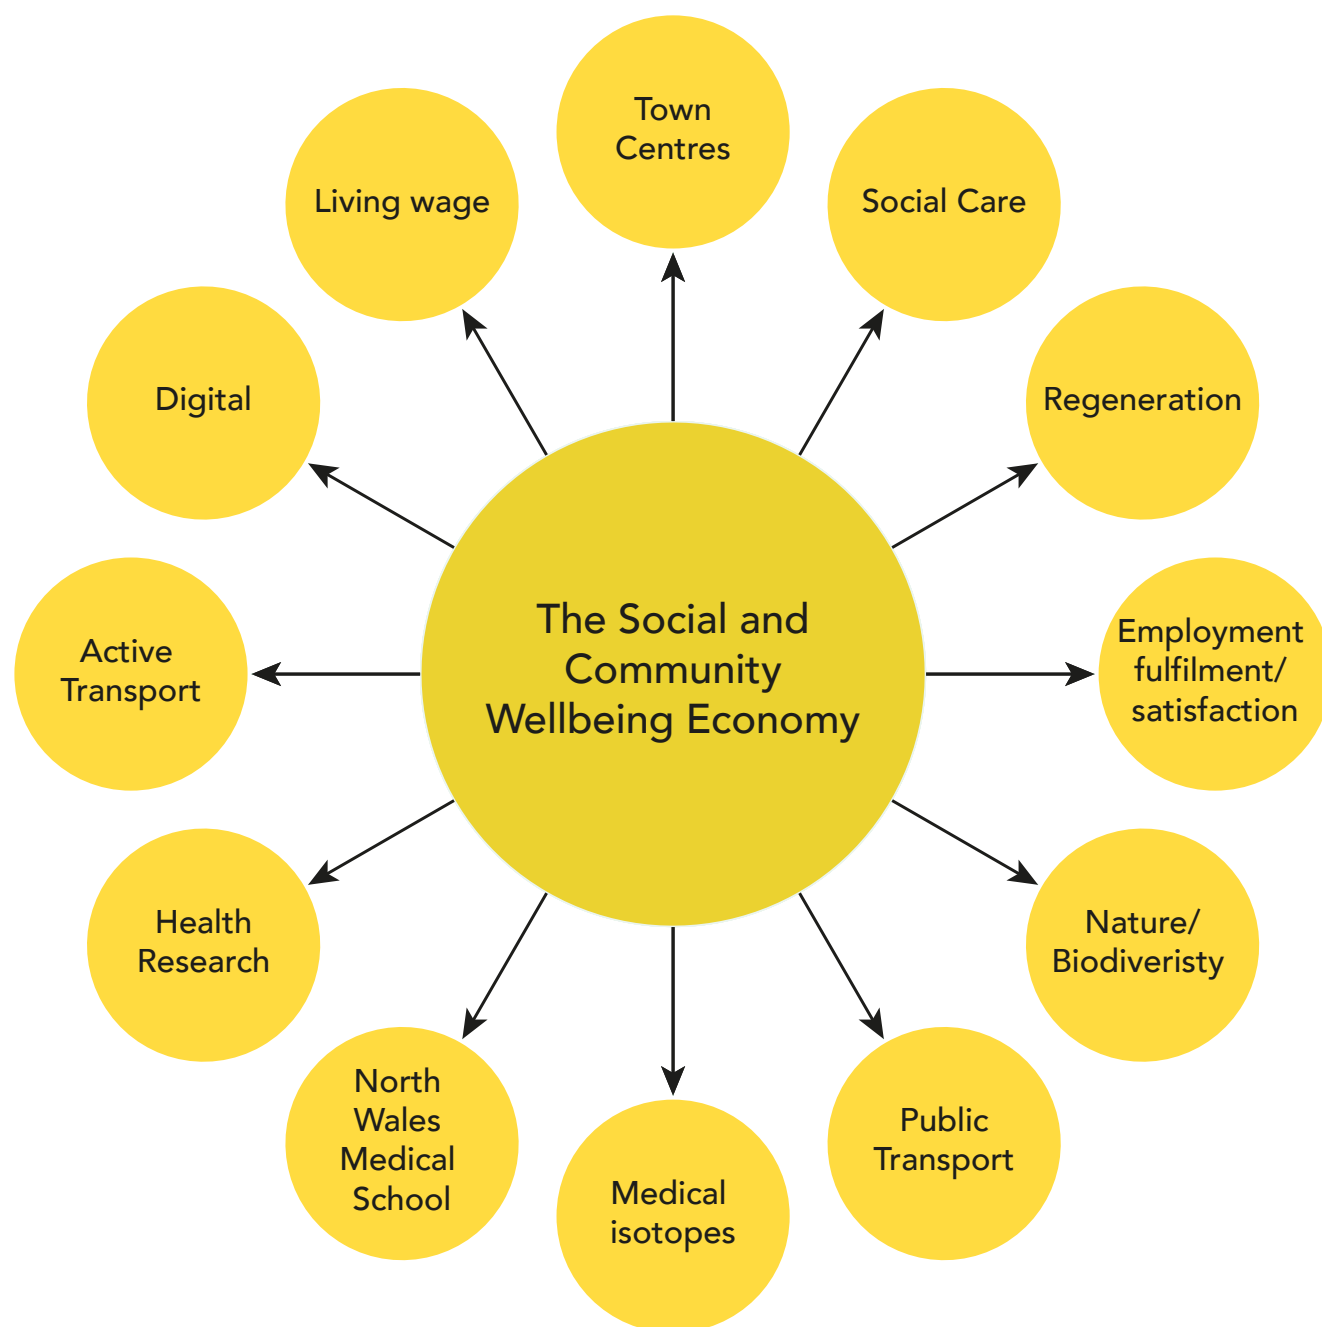 Town
Centres
Social Care
Regeneration
Employment
fulfilment/
satisfaction
Nature/
Biodiveristy
Public
Transport
Medical
isotopes
North
Wales
Medical
School
Health
Research
Active
Transport
Digital
Living wage
The Social and
Community
Wellbeing Economy